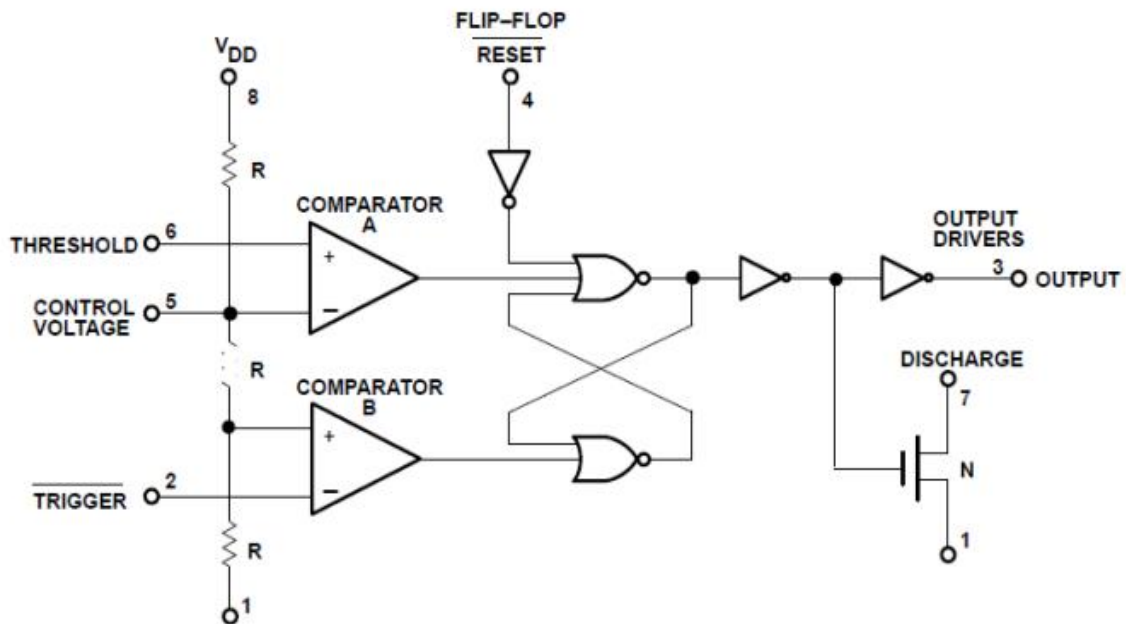 FLIP–FLOP
RESET
4
VDD
8
R
COMPARATOR
A
THRESHOLD
6
+
–
CONTROL
VOLTAGE
5
R
COMPARATOR
B
+
–
TRIGGER
2
R
1
OUTPUT
DRIVERS
3
OUTPUT
DISCHARGE
7
N
1